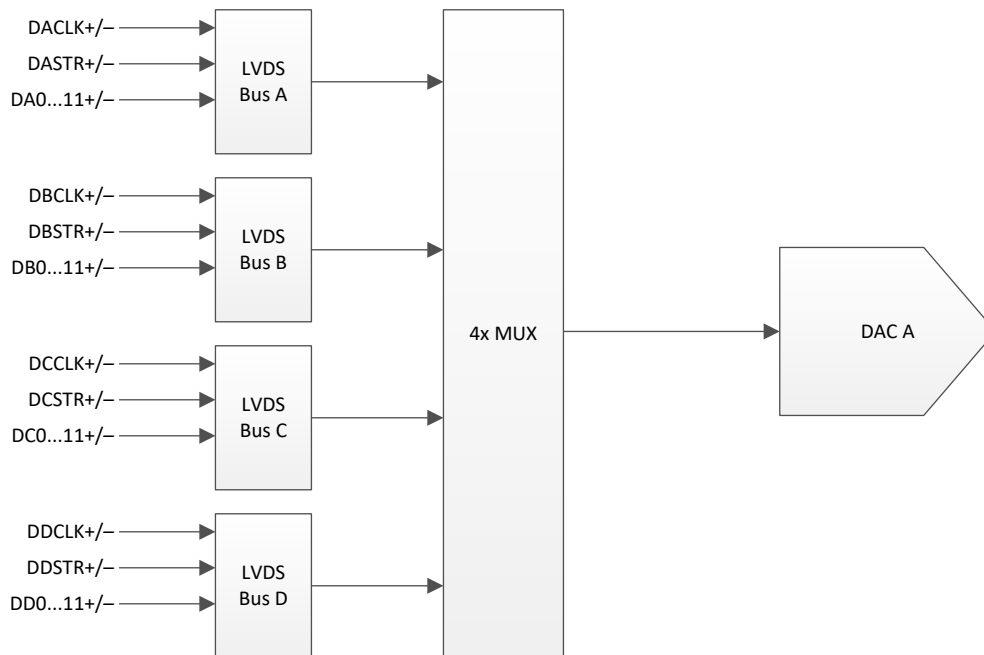 DACLK+/–
DASTR+/–
DA0...11+/–
LVDS
Bus A
DBCLK+/–
DBSTR+/–
DB0...11+/–
LVDS
Bus B
DCCLK+/–
DCSTR+/–
DC0...11+/–
LVDS
Bus C
DDCLK+/–
DDSTR+/–
DD0...11+/–
LVDS
Bus D
4x MUX
DAC A